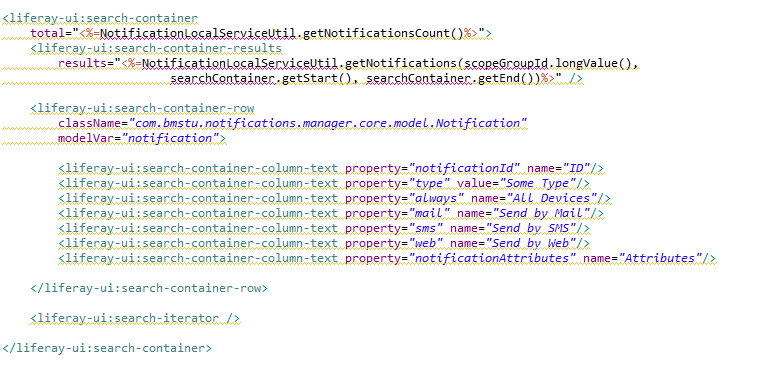 <liferay-ui:search-container
total="<%=NotificationLocalServiceUtil.getNotificationsCount()%>">
<liferay-ui:search-container-results
results="<%=NotificationLocalServiceUtil.getNotifications(scopeGroupId.longValue(),
searchContainer.getStart(), searchContainer.getEnd())%>" />
<liferay-ui:search-container-row
className="com.bmstu.notifications.manager.core.model.Notification"
modelVar="notification">
<liferay-ui:search-container-column-text property="notificationId" name="ID"/>
<liferay-ui:search-container-column-text property="type" value="Some Type"/>
<liferay-ui:search-container-column-text property="always" name="All Devices"/>
<liferay-ui:search-container-column-text property="mail" name="Send by Mail"/>
<liferay-ui:search-container-column-text property="sms" name="Send by SMS"/>
<liferay-ui:search-container-column-text property="web" name="Send by Web"/>
<liferay-ui:search-container-column-text property="notificationAttributes" name="Attributes"/>
</liferay-ui:search-container-row>
<liferay-ui:search-iterator />
</liferay-ui:search-container>